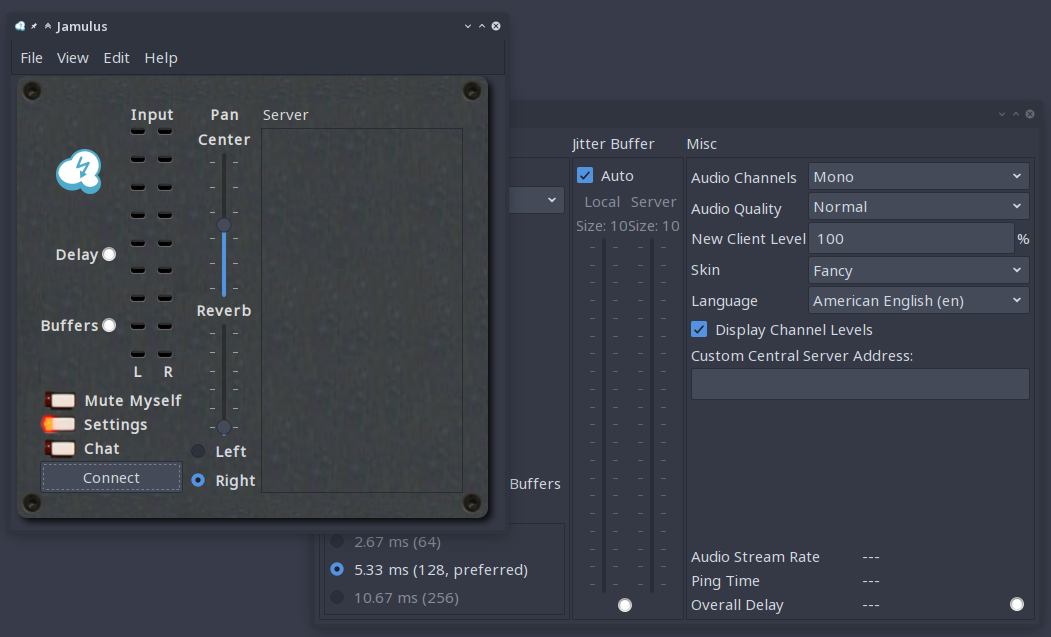 Jamulus
File View Edit Help
Input Pan Server
Center
Delay
Buffers
Reverb
L R
Mute Myself
Settings
Chat
Left
Right
Connect
Jitter Buffer Misc
Auto
Local Server
Size: 10 Size: 10
Audio Channels Mono
Audio Quality Normal
New Client Level 100 %
Skin Fancy
Language American English (en)
Display Channel Levels
Custom Central Server Address:
Buffers
2.67 ms (64)
5.33 ms (128, preferred)
10.67 ms (256)
Audio Stream Rate ---
Ping Time ---
Overall Delay ---